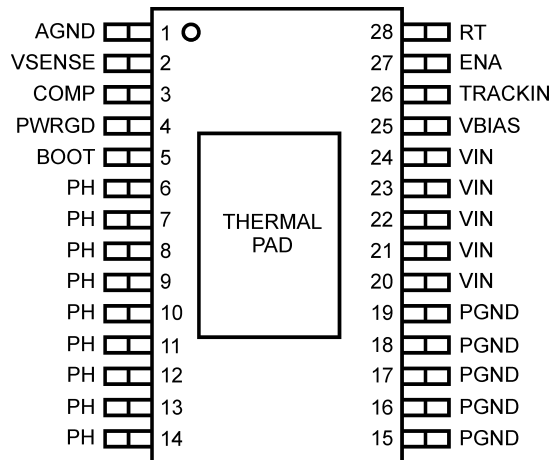 AGND 1 28 RT
VSENSE 2 27 ENA
COMP 3 26 TRACKIN
PWRGD 4 25 VBIAS
BOOT 5 24 VIN
PH 6 23 VIN
PH 7 22 VIN
PH 8 21 VIN
PH 9 20 VIN
PH 10 19 PGND
PH 11 18 PGND
PH 12 17 PGND
PH 13 16 PGND
PH 14 15 PGND
THERMAL
PAD